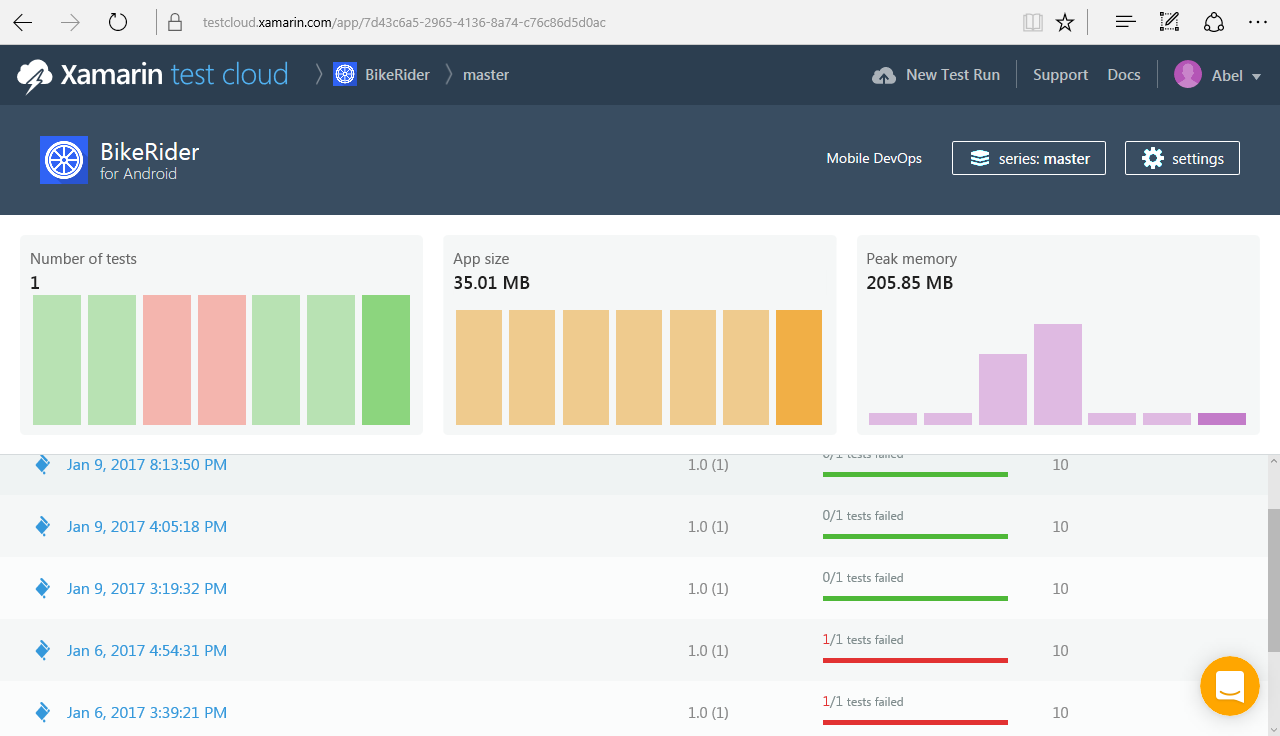 testcloud.xamarin.com/app/7d43c6a5-2965-4136-8a74-c76c86d5d0ac
Xamarin test cloud
BikeRider
master
New Test Run
Support
Docs
Abel
BikeRider
for Android
Mobile DevOps
series: master
settings
Number of tests
1
App size
35.01 MB
Peak memory
205.85 MB
Jan 9, 2017 8:13:50 PM
1.0 (1)
0/1 tests failed
10
Jan 9, 2017 4:05:18 PM
1.0 (1)
0/1 tests failed
10
Jan 9, 2017 3:19:32 PM
1.0 (1)
0/1 tests failed
10
Jan 6, 2017 4:54:31 PM
1.0 (1)
1/1 tests failed
10
Jan 6, 2017 3:39:21 PM
1.0 (1)
1/1 tests failed
10